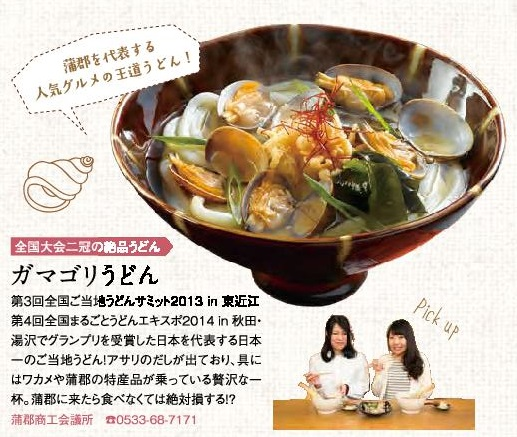 蒲郡を代表する
人気グルメの王道うどん！
全国大会二冠の絶品うどん
ガマゴリうどん
第3回全国ご当地うどんサミット2013 in 東近江
第4回全国まるごとうどんエキスポ2014 in 秋田・
湯沢でグランプリを受賞した日本を代表する日本
一のご当地うどん!アサリのだしが出ており、具に
はワカメや蒲郡の特産品が乗っている贅沢な一
杯。蒲郡に来たら食べなくては絶対損する!?
蒲郡商工会議所　☎0533-68-7171
Pick up